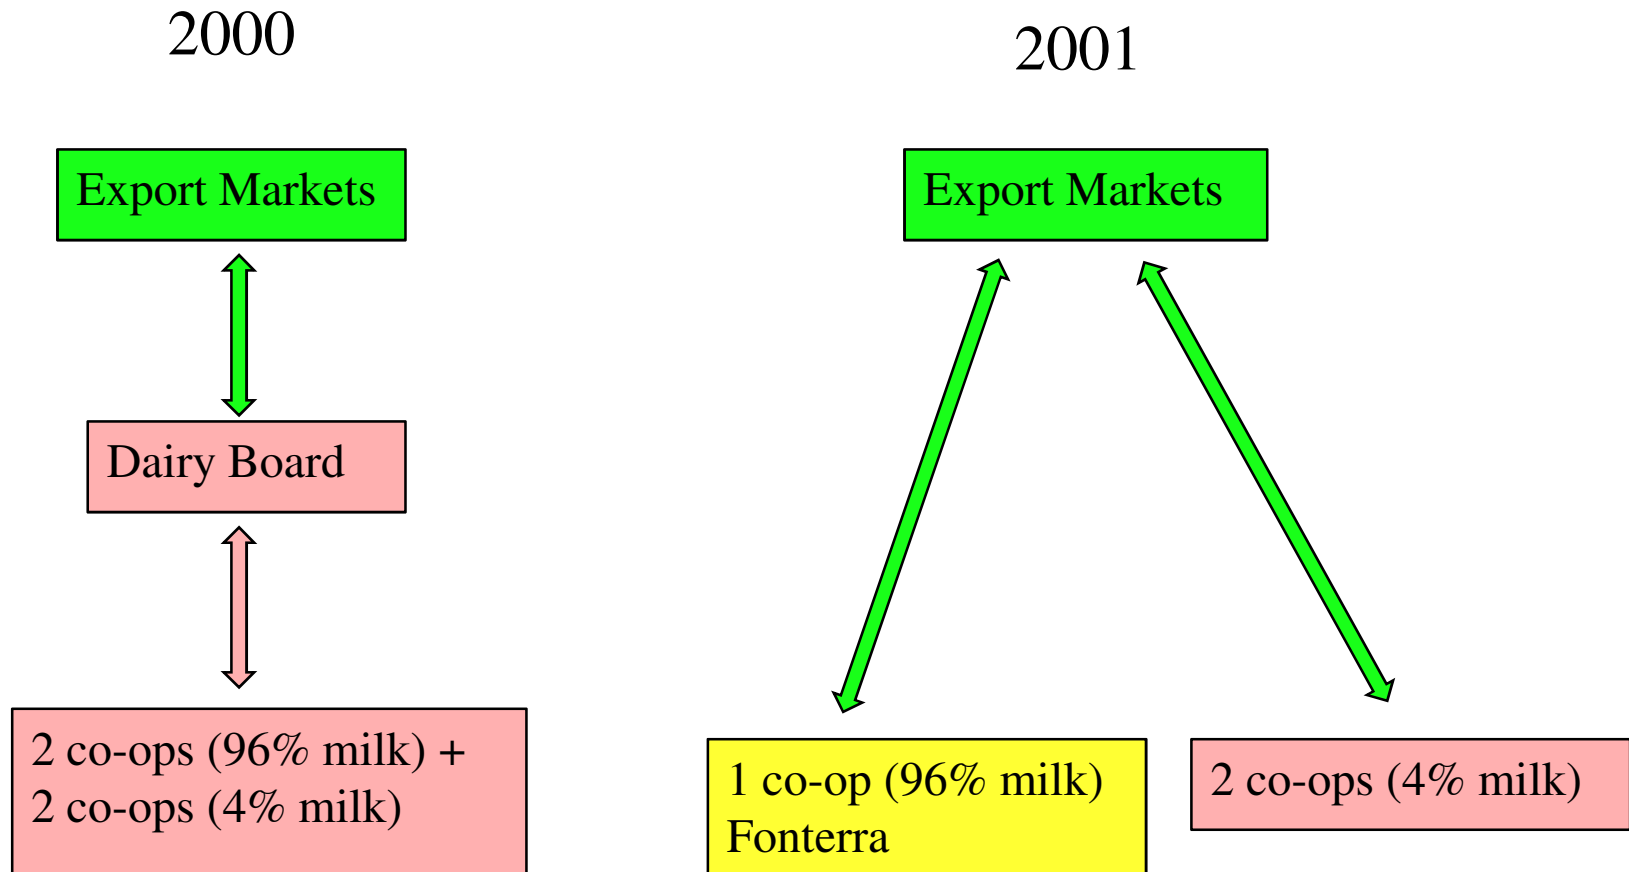 2000
Export Markets
Dairy Board
2 co-ops (96% milk) +
2 co-ops (4% milk)
2001
Export Markets
1 co-op (96% milk)
Fonterra
2 co-ops (4% milk)